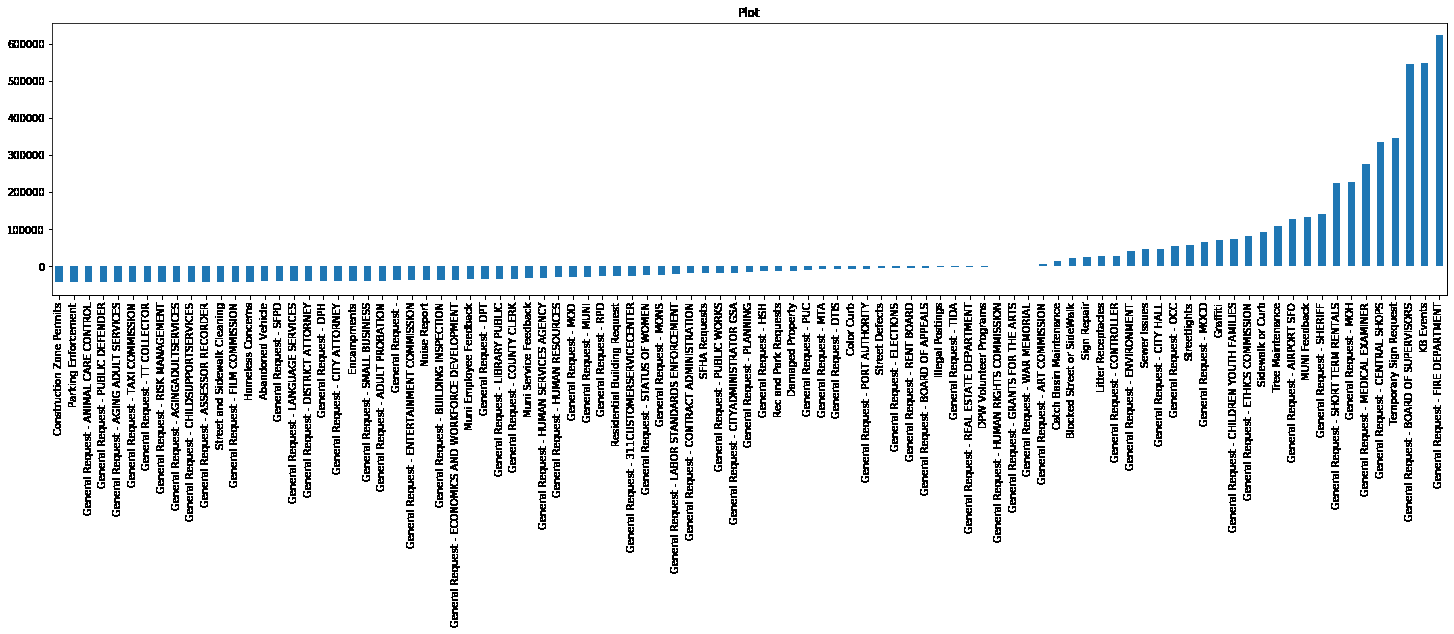 Plot
600000
500000
400000
300000
200000
100000
0
Construction Zone Permits
Parking Enforcement
General Request - ANIMAL CARE CONTROL
General Request - PUBLIC DEFENDER
General Request - AGING ADULT SERVICES
General Request - TAXI COMMISSION
General Request - TT COLLECTOR
General Request - RISK MANAGEMENT
General Request - AGINGADULTSERVICES
General Request - CHILDSUPPORTSERVICES
General Request - ASSESSOR RECORDER
Street and Sidewalk Cleaning
General Request - FILM COMMISSION
Homeless Concerns
Abandoned Vehicle
General Request - SFPD
General Request - LANGUAGE SERVICES
General Request - DISTRICT ATTORNEY
General Request - DPH
General Request - CITY ATTORNEY
Encampments
General Request - SMALL BUSINESS
General Request - ADULT PROBATION
General Request -
General Request - ENTERTAINMENT COMMISSION
Noise Report
General Request - BUILDING INSPECTION
General Request - ECONOMICS AND WORKFORCE DEVELOPMENT
Muni Employee Feedback
General Request - DPT
General Request - LIBRARY PUBLIC
General Request - COUNTY CLERK
Muni Service Feedback
General Request - HUMAN SERVICES AGENCY
General Request - HUMAN RESOURCES
General Request - MOD
General Request - MUNI
General Request - RPD
Residential Building Request
General Request - 311CUSTOMERSERVICECENTER
General Request - STATUS OF WOMEN
General Request - MONS
General Request - LABOR STANDARDS ENFORCEMENT
General Request - CONTRACT ADMINISTRATION
SFHA Requests
General Request - PUBLIC WORKS
General Request - CITYADMINISTRATOR GSA
General Request - PLANNING
General Request - HSH
Rec and Park Requests
Damaged Property
General Request - PUC
General Request - MTA
General Request - DTIS
Color Curb
General Request - PORT AUTHORITY
Street Defects
General Request - ELECTIONS
General Request - RENT BOARD
General Request - BOARD OF APPEALS
Illegal Postings
General Request - TIDA
General Request - REAL ESTATE DEPARTMENT
DPW Volunteer Programs
General Request - HUMAN RIGHTS COMMISSION
General Request - GRANTS FOR THE ARTS
General Request - WAR MEMORIAL
General Request - ART COMMISSION
Catch Basin Maintenance
Blocked Street or SideWalk
Sign Repair
Litter Receptacles
General Request - CONTROLLER
General Request - ENVIRONMENT
Sewer Issues
General Request - CITY HALL
General Request - OCC
Streetlights
General Request - MOCD
Graffiti
General Request - CHILDREN YOUTH FAMILIES
General Request - ETHICS COMMISSION
Sidewalk or Curb
Tree Maintenance
General Request - AIRPORT SFO
MUNI Feedback
General Request - SHERIFF
General Request - SHORT TERM RENTALS
General Request - MOH
General Request - MEDICAL EXAMINER
General Request - CENTRAL SHOPS
Temporary Sign Request
General Request - BOARD OF SUPERVISORS
KB Events
General Request - FIRE DEPARTMENT